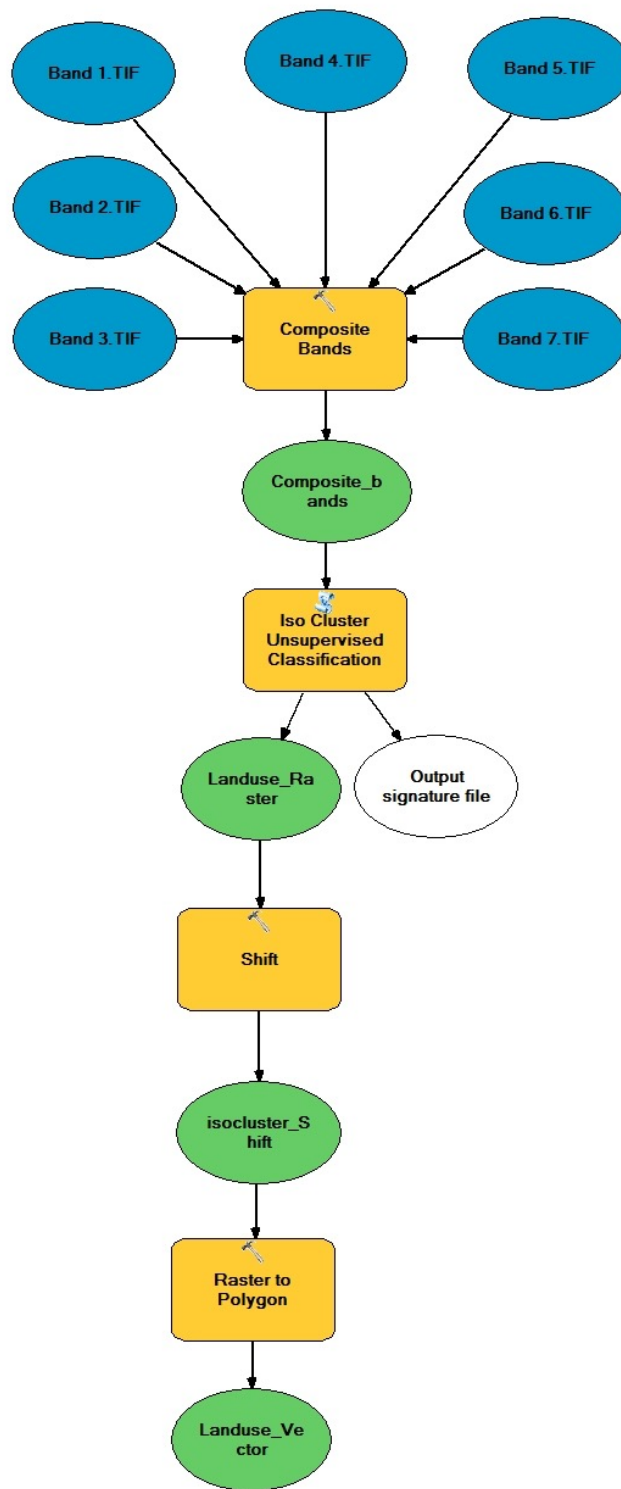 Band 1.TIF
Band 4.TIF
Band 5.TIF
Band 2.TIF
Band 6.TIF
Band 3.TIF
Composite
Bands
Band 7.TIF
Composite_b
ands
Iso Cluster
Unsupervised
Classification
Landuse_Ra
ster
Output
signature file
Shift
isocluster_S
hift
Raster to
Polygon
Landuse_Ve
ctor